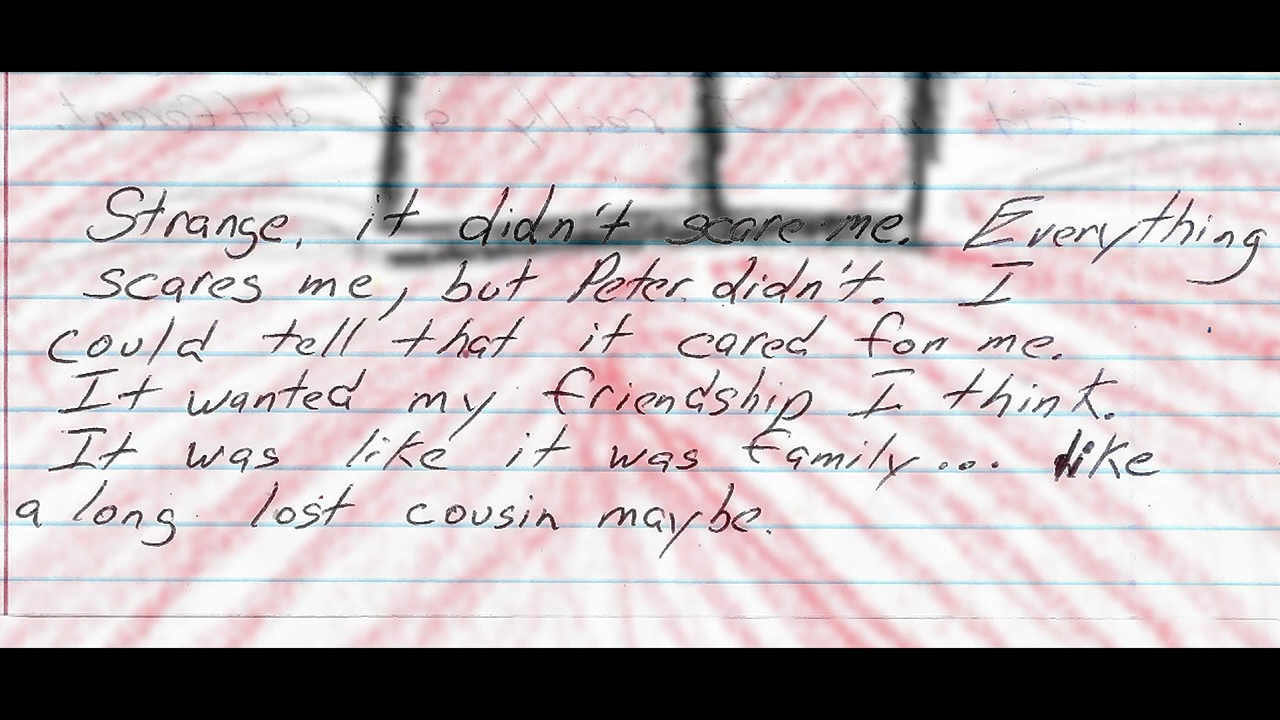 Strange, it didn't scare me. Everything
scares me, but Peter didn't. I
could tell that it cared for me.
It wanted my friendship I think.
It was like it was family... like
a long lost cousin maybe.